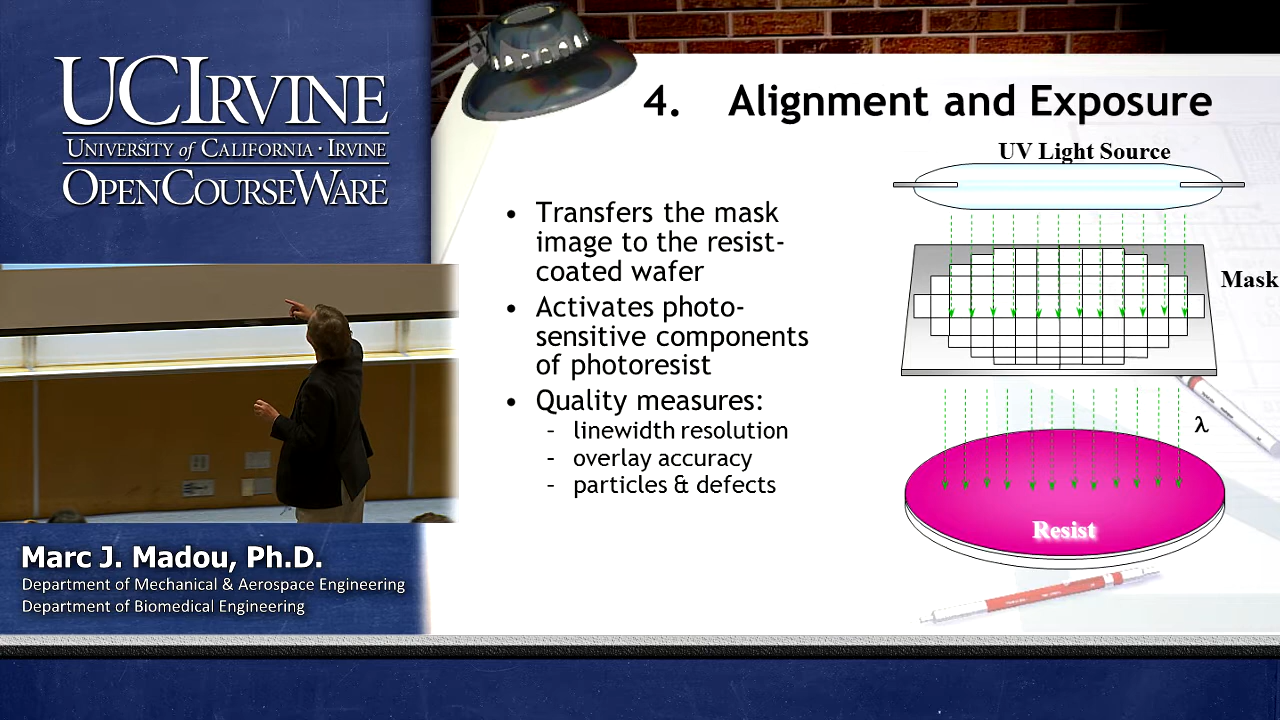 UCIRVINE
UNIVERSITY of CALIFORNIA · IRVINE
OPENCOURSEWARE
4. Alignment and Exposure
UV Light Source
• Transfers the mask
image to the resist-
coated wafer
• Activates photo-
sensitive components
of photoresist
• Quality measures:
– linewidth resolution
– overlay accuracy
– particles & defects
Mask
λ
Resist
Marc J. Madou, Ph.D.
Department of Mechanical & Aerospace Engineering
Department of Biomedical Engineering